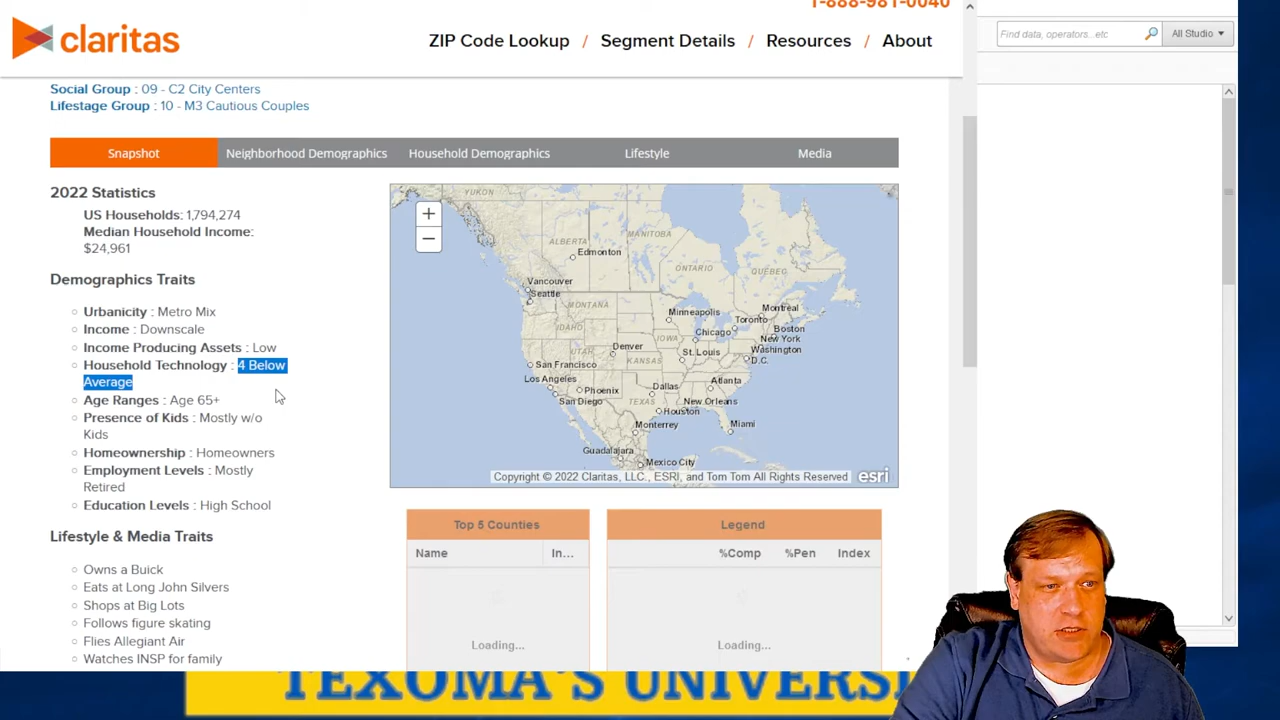 1-888-981-0040
claritas
ZIP Code Lookup / Segment Details / Resources / About
Find data, operators...etc
All Studio
Social Group : 09 - C2 City Centers
Lifestage Group : 10 - M3 Cautious Couples
Snapshot
Neighborhood Demographics
Household Demographics
Lifestyle
Media
2022 Statistics
US Households: 1,794,274
Median Household Income:
$24,961
Demographics Traits
Urbanicity : Metro Mix
Income : Downscale
Income Producing Assets : Low
Household Technology : 4 Below
Average
Age Ranges : Age 65+
Presence of Kids : Mostly w/o
Kids
Homeownership : Homeowners
Employment Levels : Mostly
Retired
Education Levels : High School
Lifestyle & Media Traits
Owns a Buick
Eats at Long John Silvers
Shops at Big Lots
Follows figure skating
Flies Allegiant Air
Watches INSP for family
+
−
YUKON
ALBERTA
Edmonton
MANITOBA
ONTARIO
QUÉBEC
Vancouver
Seattle
MONTANA
IDAHO
Minneapolis
Montreal
Toronto
Boston
Chicago
New York
IOWA
Washington
D.C.
UTAH
Denver
KANSAS
St. Louis
San Francisco
Los Angeles
Phoenix
San Diego
Dallas
Atlanta
TEXAS
New Orleans
Houston
Monterrey
Miami
Guadalajara
Mexico City
Copyright © 2022 Claritas, LLC., ESRI, and Tom Tom All Rights Reserved
esri
Top 5 Counties
Name
In...
Loading...
Legend
%Comp
%Pen
Index
Loading...
TEXOMA'S UNIVERS